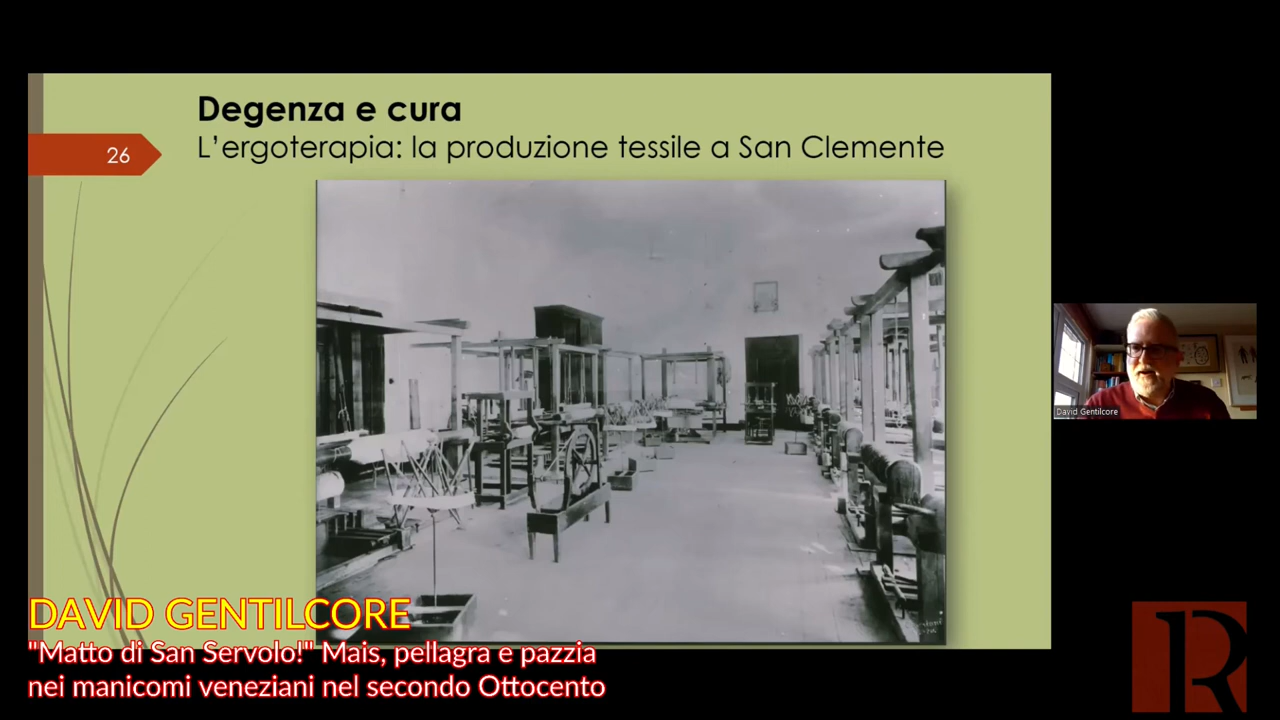 Degenza e cura
L'ergoterapia: la produzione tessile a San Clemente
26
David Gentilcore
DAVID GENTILCORE
"Matto di San Servolo!" Mais, pellagra e pazzia
nei manicomi veneziani nel secondo Ottocento
R